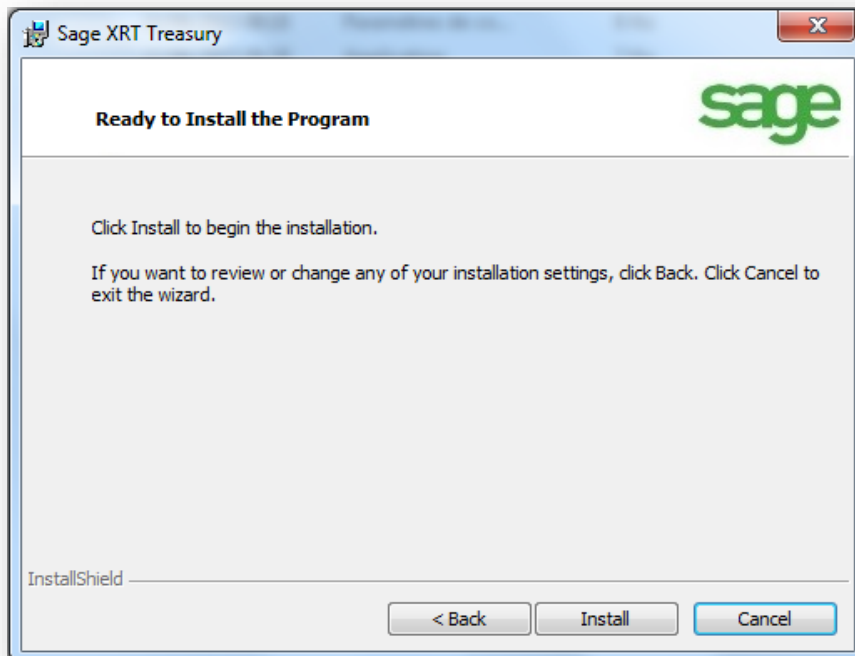 Sage XRT Treasury
Ready to Install the Program
sage
Click Install to begin the installation.
If you want to review or change any of your installation settings, click Back. Click Cancel to
exit the wizard.
InstallShield
< Back
Install
Cancel